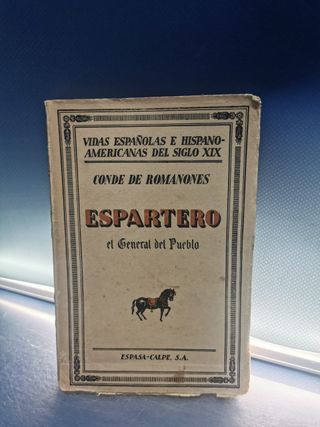 VIDAS ESPAÑOLAS E HISPANO-
AMERICANAS DEL SIGLO XIX
CONDE DE ROMANONES
ESPARTERO
el General del Pueblo
ESPASA-CALPE, S.A.